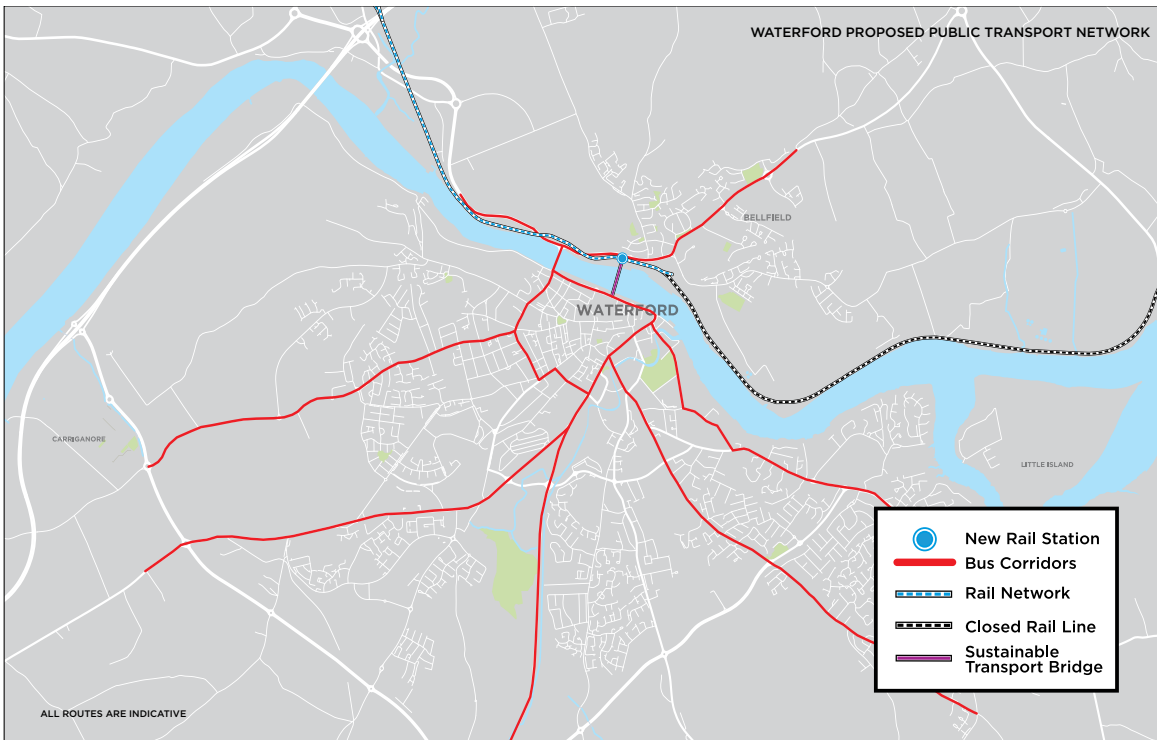 WATERFORD PROPOSED PUBLIC TRANSPORT NETWORK
BELLFIELD
WATERFORD
CARRIGANORE
LITTLE ISLAND
New Rail Station
Bus Corridors
Rail Network
Closed Rail Line
Sustainable
Transport Bridge
ALL ROUTES ARE INDICATIVE